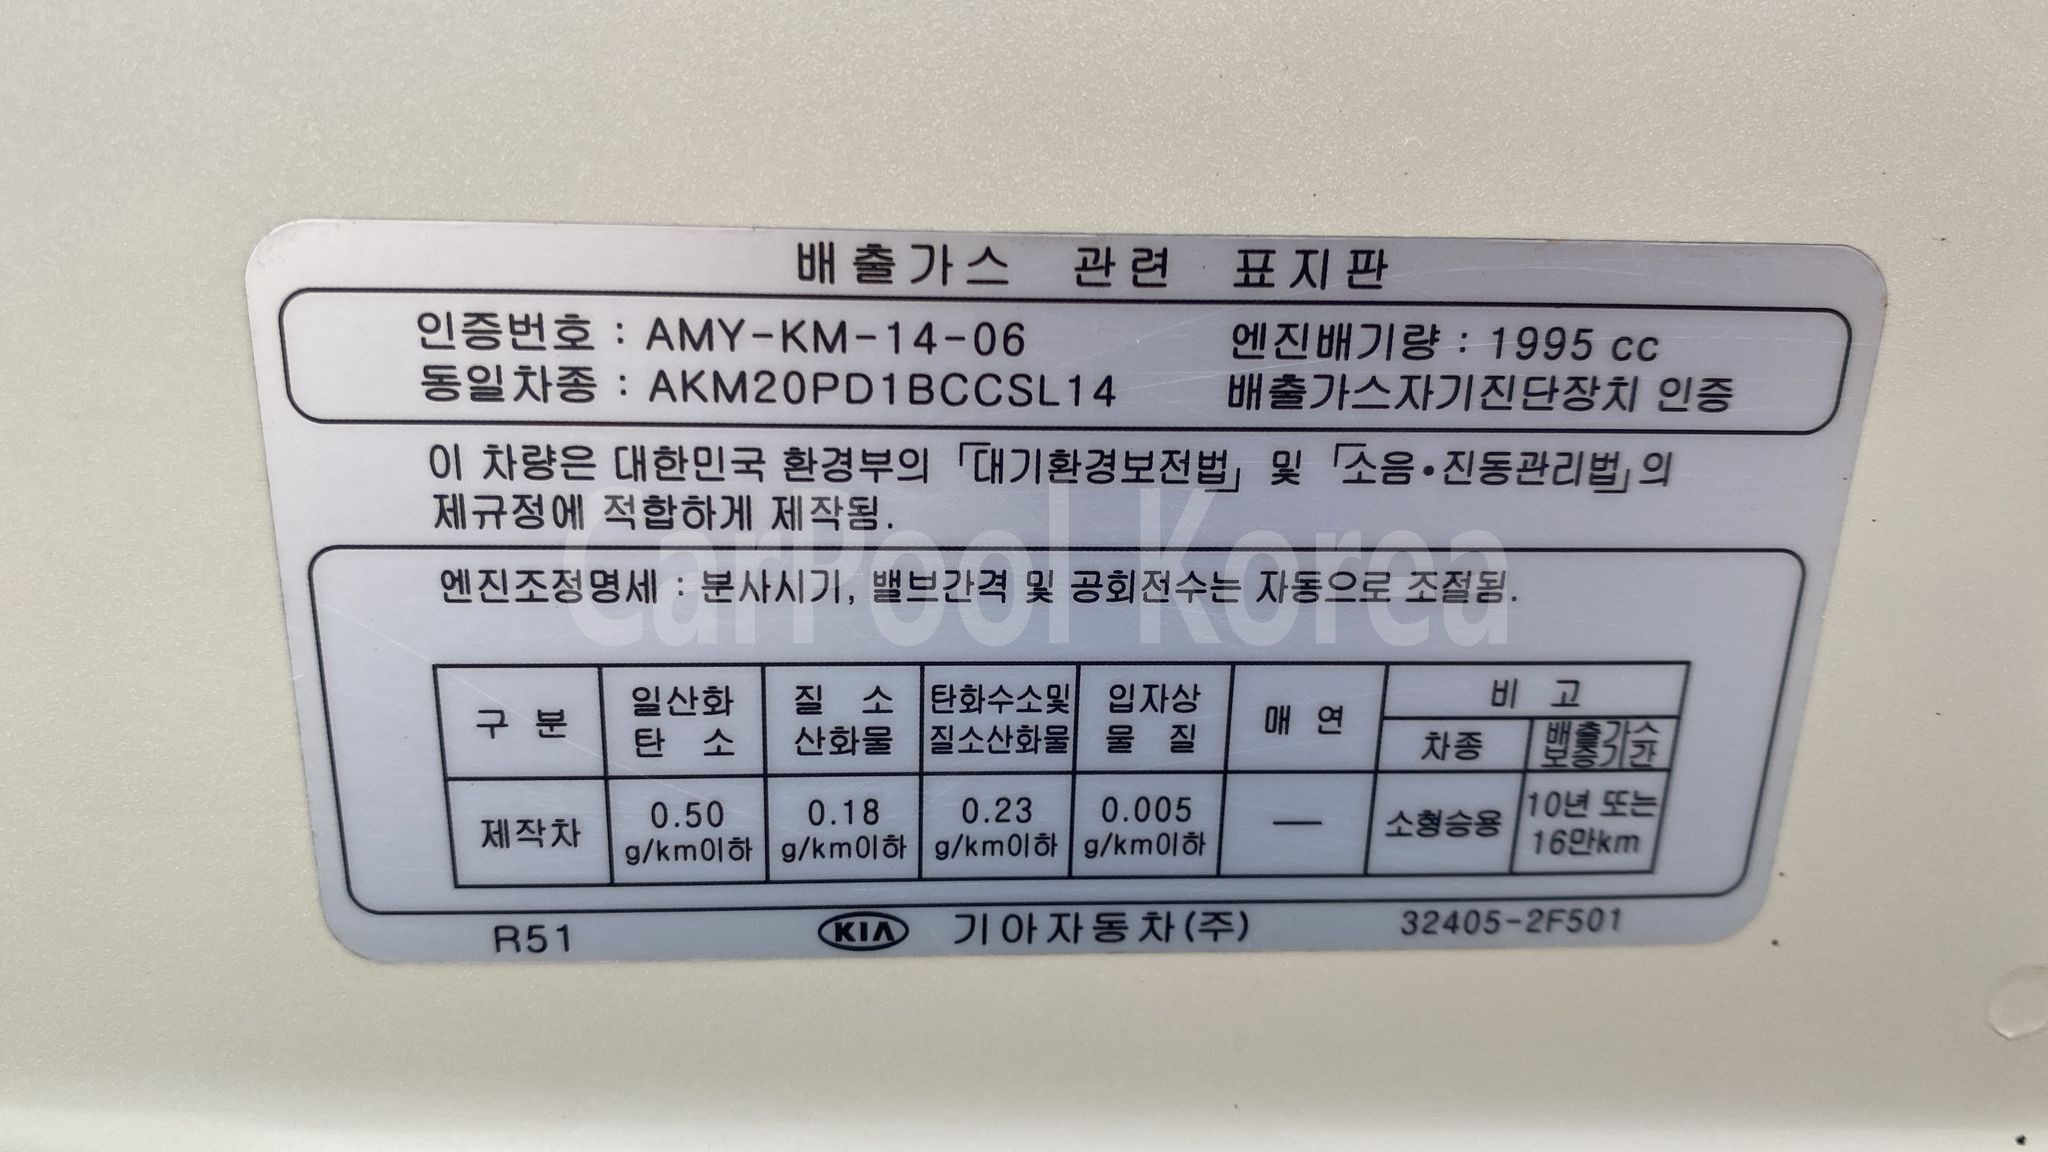 배출가스 관련 표지판
인증번호 : AMY-KM-14-06 엔진배기량 : 1995 cc
동일차종 : AKM20PD1BCCSL14 배출가스자기진단장치 인증
이 차량은 대한민국 환경부의 「대기환경보전법」 및 「소음•진동관리법」의
제규정에 적합하게 제작됨.
CarPool Korea
엔진조정명세 : 분사시기, 밸브간격 및 공회전수는 자동으로 조절됨.
구 분 일산화 탄 소 질 소 산화물 탄화수소및 질소산화물 입자상 물 질 매 연 비 고
차종 배출가스 보증기간
제작차 0.50 g/km이하 0.18 g/km이하 0.23 g/km이하 0.005 g/km이하 — 소형승용 10년 또는 16만km
R51 KIA 기아자동차(주) 32405-2F501